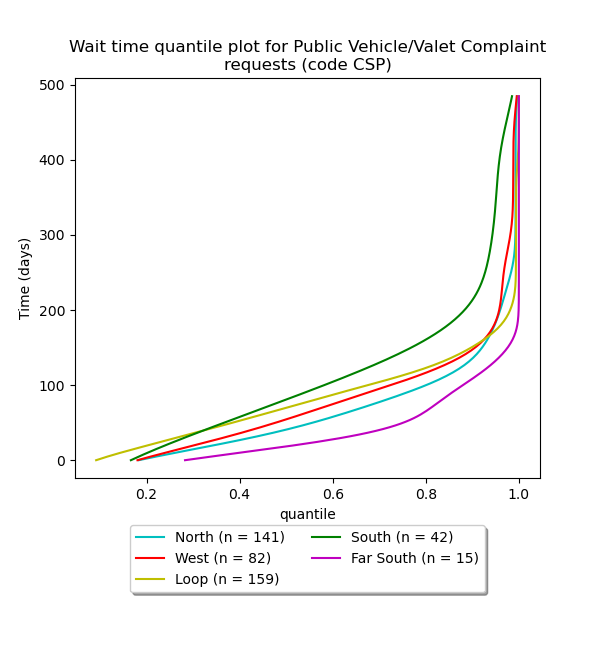 Wait time quantile plot for Public Vehicle/Valet Complaint
requests (code CSP)
500
400
300
200
100
0
Time (days)
0.2 0.4 0.6 0.8 1.0
quantile
North (n = 141) South (n = 42)
West (n = 82) Far South (n = 15)
Loop (n = 159)